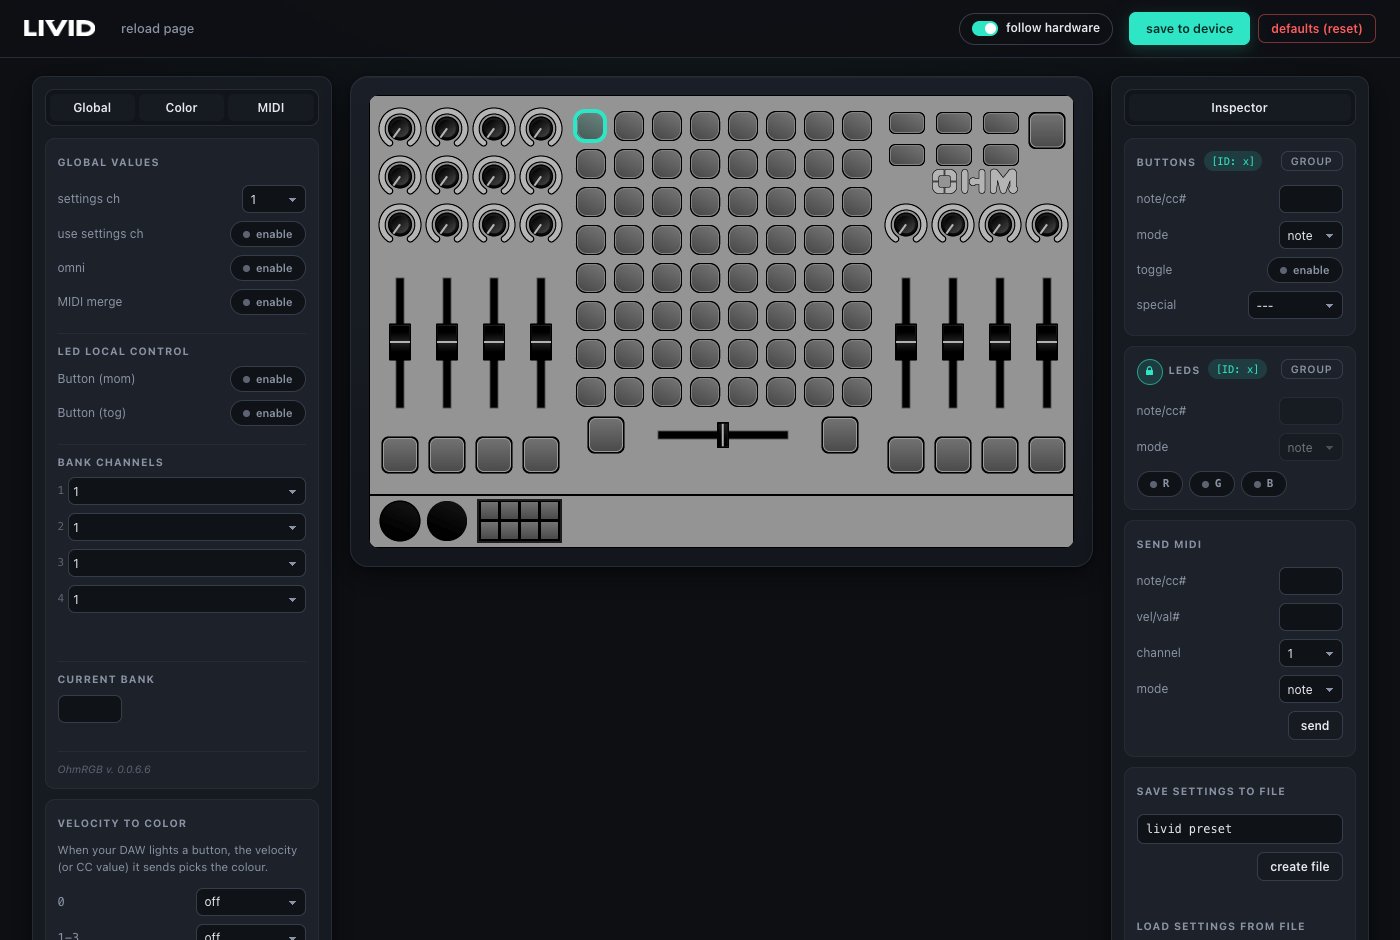 LIVID
reload page
follow hardware
save to device
defaults (reset)
Global
Color
MIDI
GLOBAL VALUES
settings ch
1
use settings ch
enable
omni
enable
MIDI merge
enable
LED LOCAL CONTROL
Button (mom)
enable
Button (tog)
enable
BANK CHANNELS
1
1
2
1
3
1
4
1
CURRENT BANK
OhmRGB v. 0.0.6.6
VELOCITY TO COLOR
When your DAW lights a button, the velocity
(or CC value) it sends picks the colour.
0
off
1–3
off
OHM
Inspector
BUTTONS
[ID: x]
GROUP
note/cc#
mode
note
toggle
enable
special
---
LEDS
[ID: x]
GROUP
note/cc#
mode
note
R
G
B
SEND MIDI
note/cc#
vel/val#
channel
1
mode
note
send
SAVE SETTINGS TO FILE
livid preset
create file
LOAD SETTINGS FROM FILE